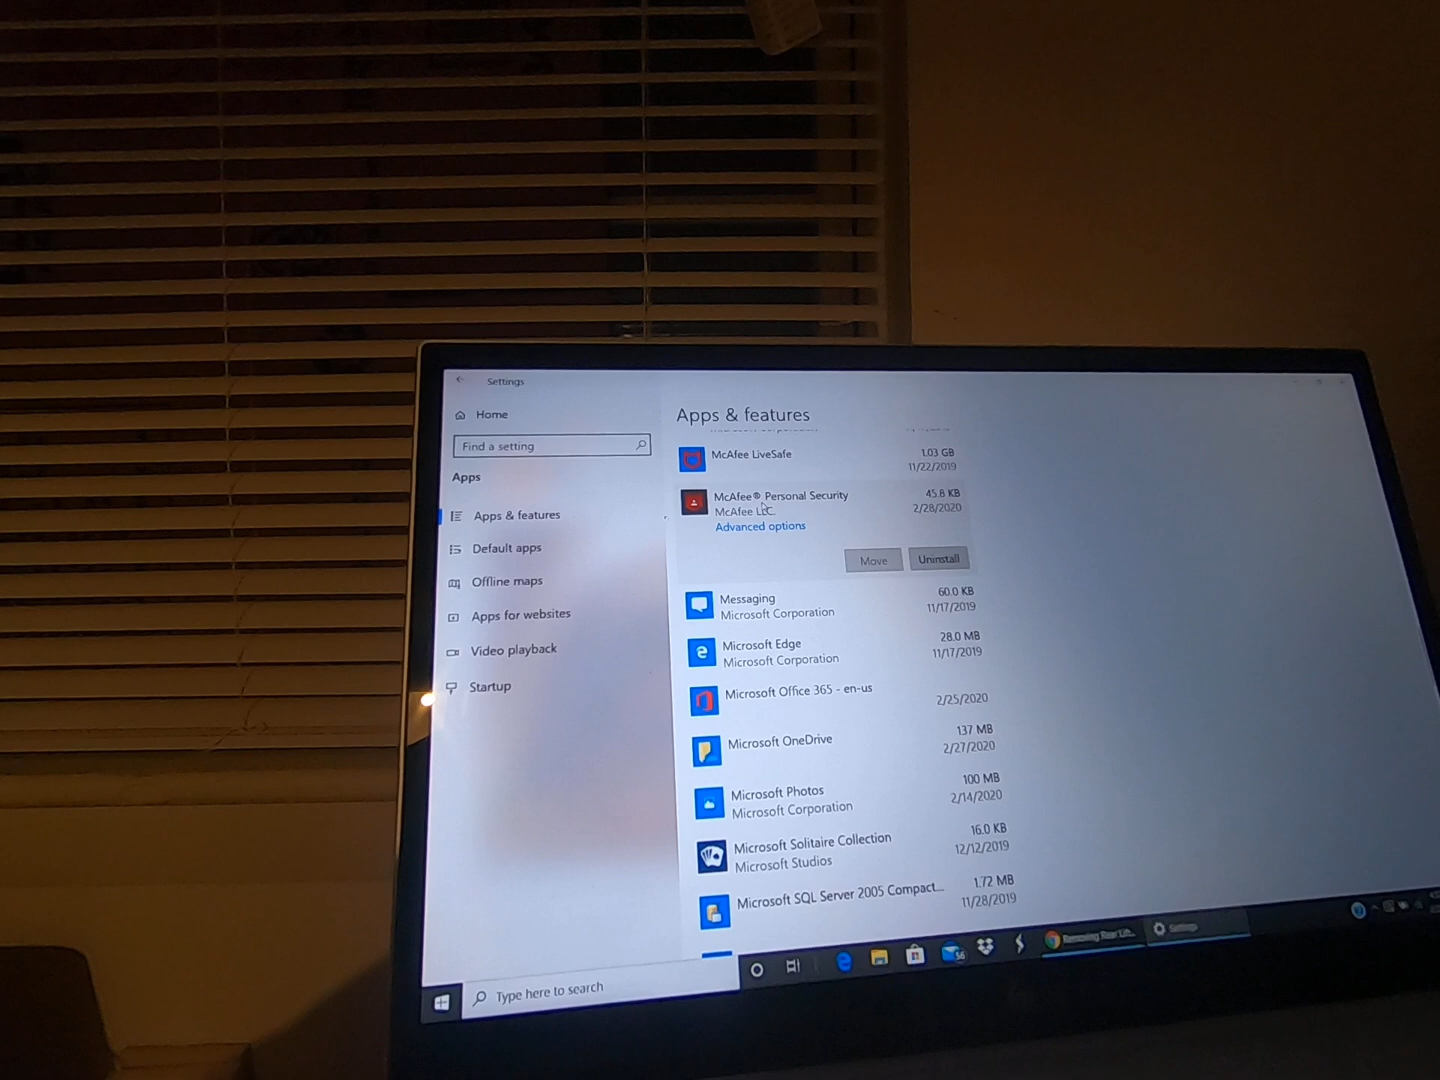 Settings
Home
Find a setting
Apps
Apps & features
Default apps
Offline maps
Apps for websites
Video playback
Startup
Apps & features
McAfee LiveSafe
1.03 GB
11/22/2019
McAfee® Personal Security
45.8 KB
McAfee LLC.
2/28/2020
Advanced options
Move
Uninstall
Messaging
60.0 KB
Microsoft Corporation
11/17/2019
Microsoft Edge
28.0 MB
Microsoft Corporation
11/17/2019
Microsoft Office 365 - en-us
2/25/2020
Microsoft OneDrive
137 MB
2/27/2020
Microsoft Photos
100 MB
Microsoft Corporation
2/14/2020
Microsoft Solitaire Collection
16.0 KB
Microsoft Studios
12/12/2019
Microsoft SQL Server 2005 Compact...
1.72 MB
11/28/2019
Type here to search
56
Removing Rear
Settings